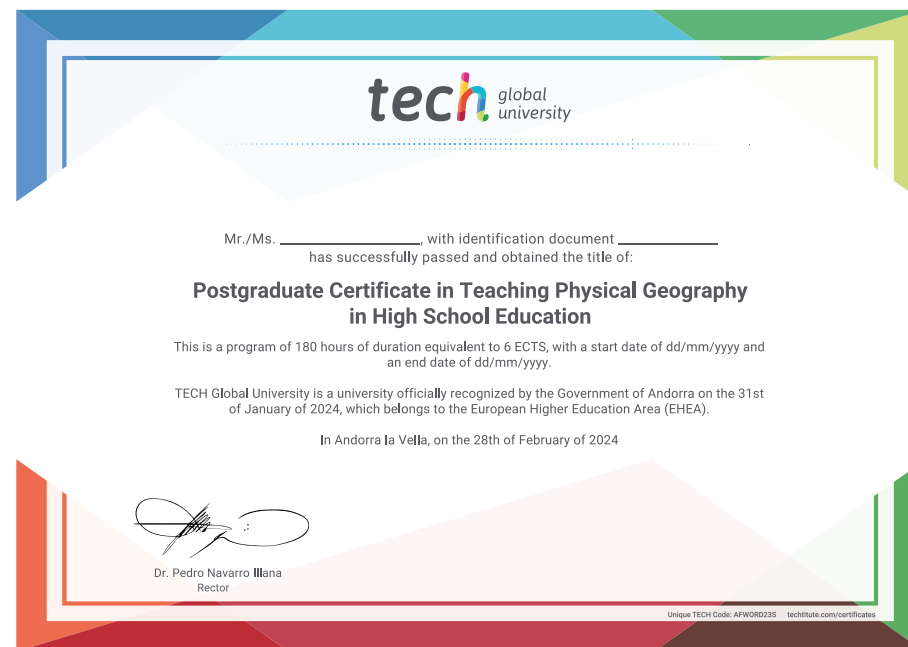 tech global
university
Mr./Ms. ____________________, with identification document ______________
has successfully passed and obtained the title of:
Postgraduate Certificate in Teaching Physical Geography
in High School Education
This is a program of 180 hours of duration equivalent to 6 ECTS, with a start date of dd/mm/yyyy and
an end date of dd/mm/yyyy.
TECH Global University is a university officially recognized by the Government of Andorra on the 31st
of January of 2024, which belongs to the European Higher Education Area (EHEA).
In Andorra la Vella, on the 28th of February of 2024
Dr. Pedro Navarro Illana
Rector
Unique TECH Code: AFWORD23S techtitute.com/certificates